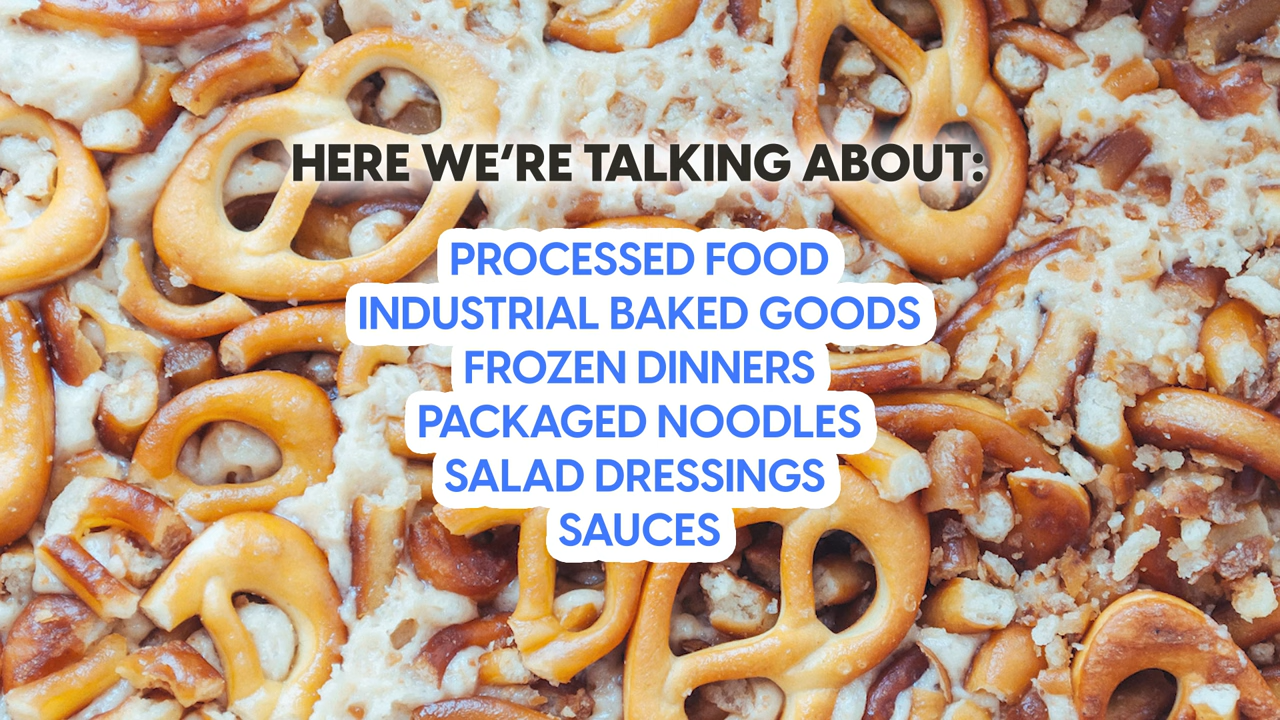 HERE WE'RE TALKING ABOUT:
PROCESSED FOOD
INDUSTRIAL BAKED GOODS
FROZEN DINNERS
PACKAGED NOODLES
SALAD DRESSINGS
SAUCES